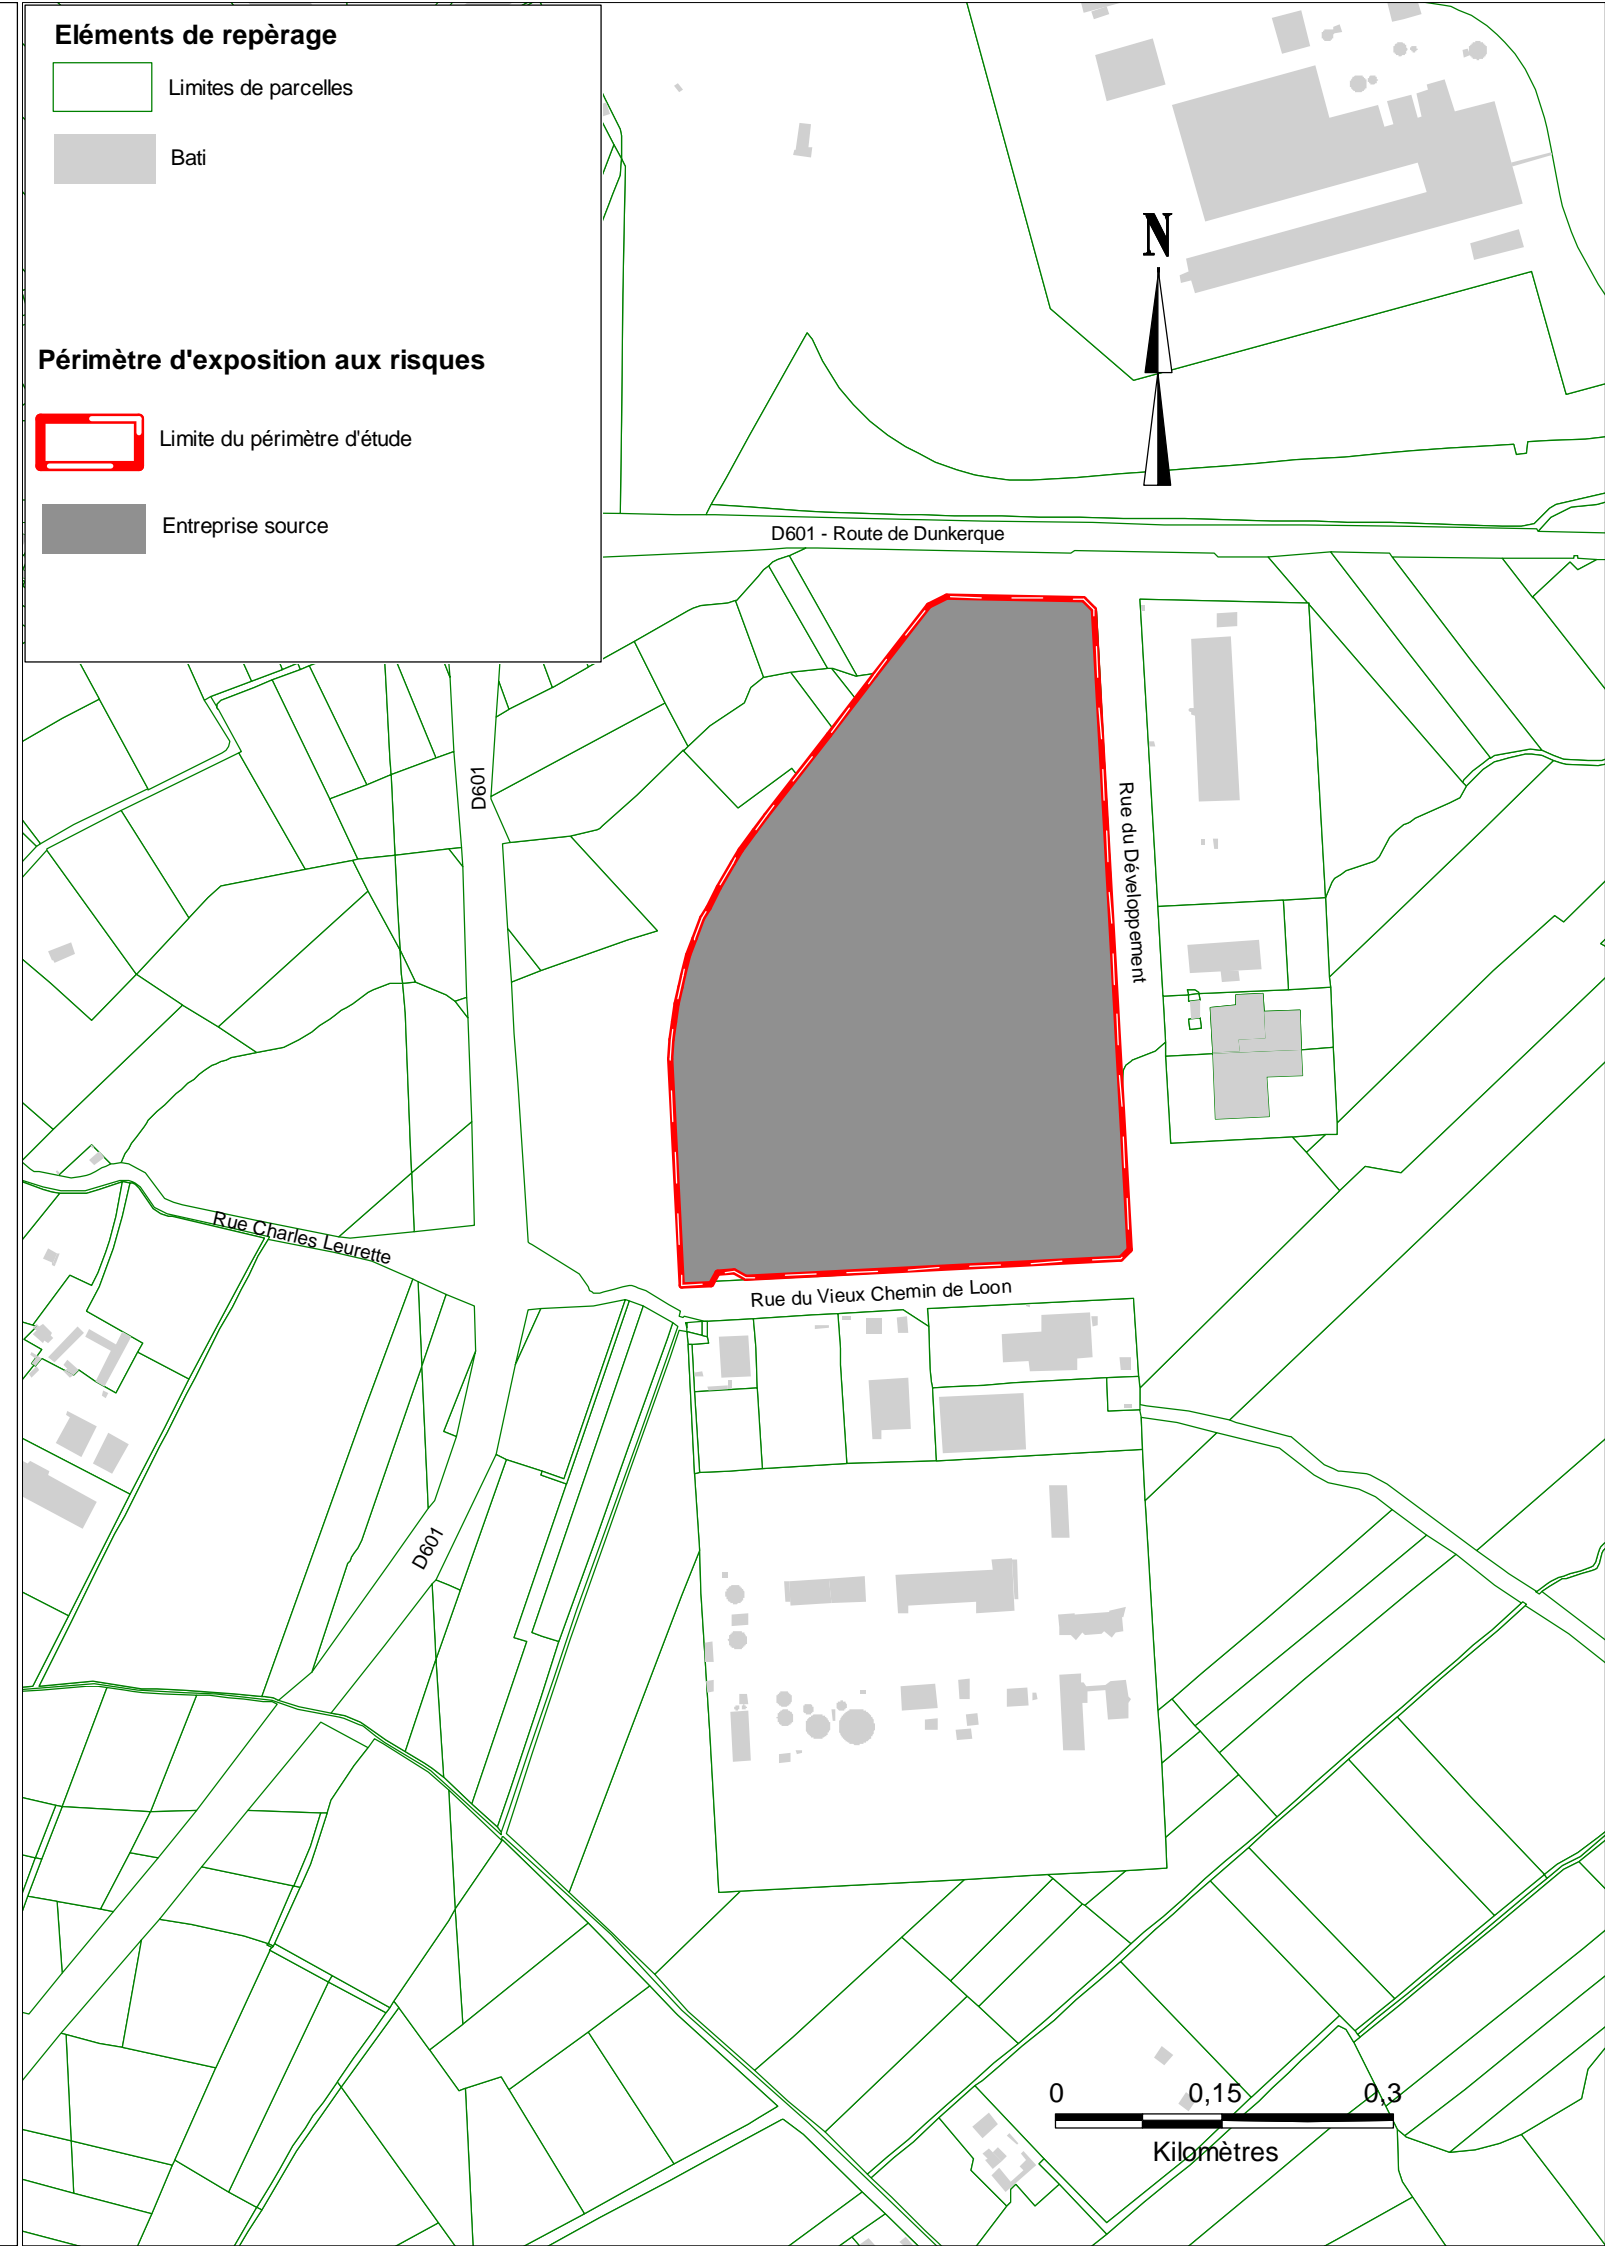 Eléments de repèrage
Limites de parcelles
Bati
Périmètre d'exposition aux risques
Limite du périmètre d'étude
Entreprise source
N
D601 - Route de Dunkerque
D601
Rue du Développement
Rue Charles Leurette
Rue du Vieux Chemin de Loon
D601
0 0,15 0,3
Kilomètres